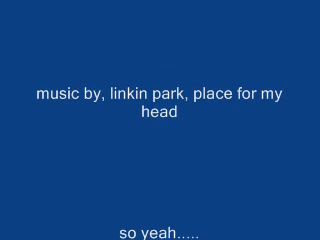 music by, linkin park, place for my
head
so yeah.....